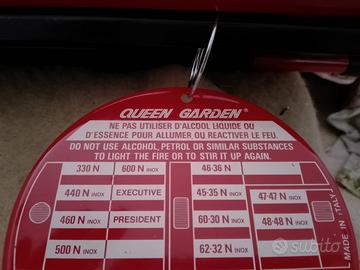 QUEEN GARDEN®
NE PAS UTILISER D'ALCOOL LIQUIDE OU
D'ESSENCE POUR ALLUMER OU REACTIVER LE FEU.
DO NOT USE ALCOHOL, PETROL OR SIMILAR SUBSTANCES
TO LIGHT THE FIRE OR TO STIR IT UP AGAIN.
330 N 600 N INOX 46·36 N
440 N INOX EXECUTIVE 45·35 N INOX 47·47 N INOX
460 N INOX PRESIDENT 60·30 N INOX 48·48 N INOX
500 N INOX 62·32 N INOX
MADE IN ITALY
subito